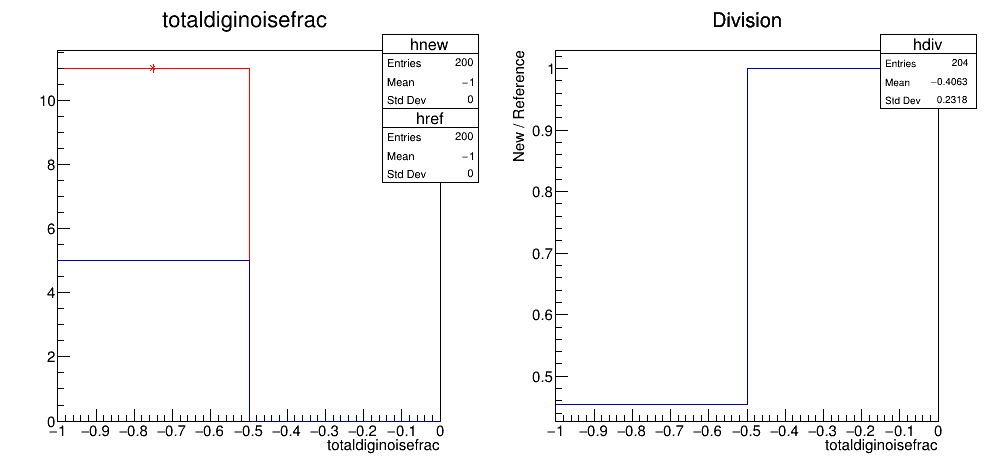 totaldiginoisefrac
hnew
Entries 200
Mean −1
Std Dev 0
href
Entries 200
Mean −1
Std Dev 0
10
8
6
4
2
0
−1 −0.9 −0.8 −0.7 −0.6 −0.5 −0.4 −0.3 −0.2 −0.1 0
totaldiginoisefrac
Division
hdiv
Entries 204
Mean −0.4063
Std Dev 0.2318
New / Reference
1
0.9
0.8
0.7
0.6
0.5
−1 −0.9 −0.8 −0.7 −0.6 −0.5 −0.4 −0.3 −0.2 −0.1 0
totaldiginoisefrac